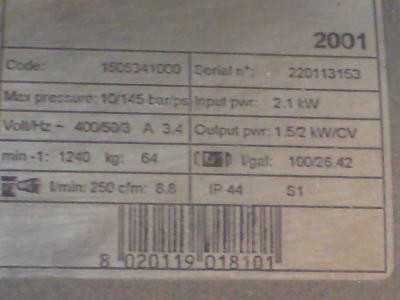 2001
Code: 1505341000 Serial n°: 220113153
Max pressure: 10/145 bar/ps Input pwr: 2.1 kW
Volt/Hz ~ 400/50/3 A 3.4 Output pwr: 1.5/2 kW/CV
min -1: 1240 kg: 64 l/gal: 100/26.42
l/min: 250 cfm: 8.8 IP 44 S1
8 020119 018101